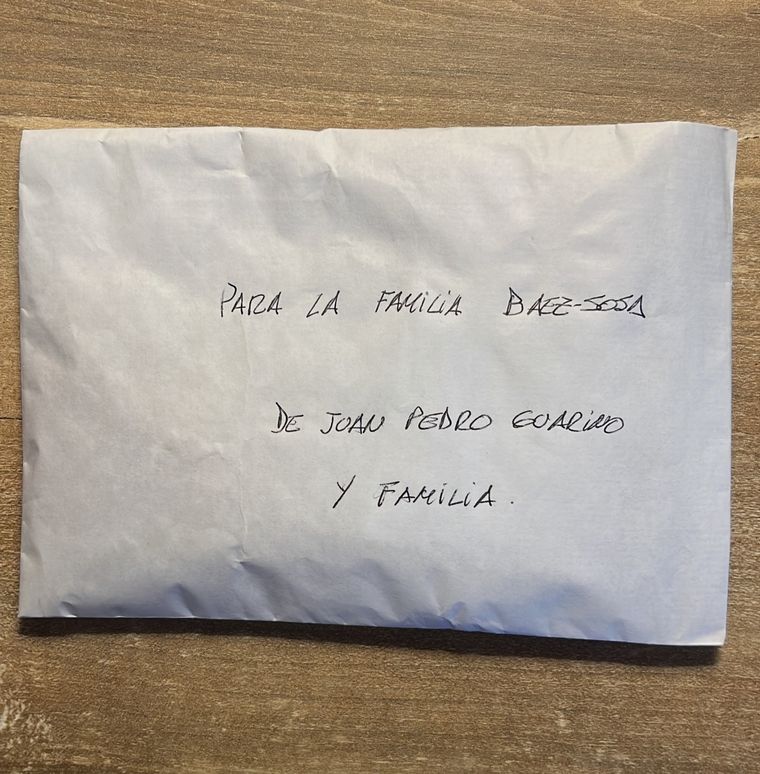 PARA LA FAMILIA BAEZ-SOSA
DE JUAN PEDRO GUARINO
Y FAMILIA.